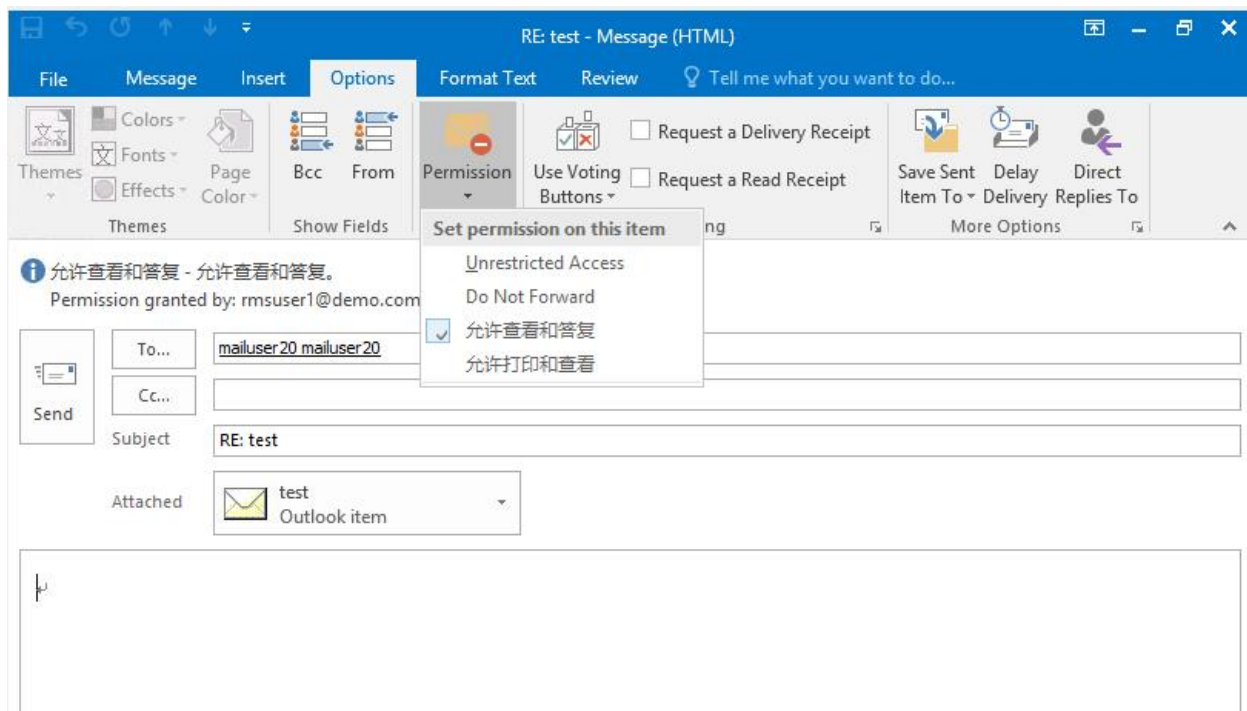 RE: test - Message (HTML)
File Message Insert Options Format Text Review Tell me what you want to do...
Themes
Colors
Fonts
Effects
Page Color
Themes
Bcc From
Show Fields
Permission
Use Voting Buttons
Request a Delivery Receipt
Request a Read Receipt
ng
Save Sent Item To
Delay Delivery
Direct Replies To
More Options
Set permission on this item
Unrestricted Access
Do Not Forward
允许查看和答复
允许打印和查看
允许查看和答复 - 允许查看和答复。
Permission granted by: rmsuser1@demo.com
Send
To... mailuser20 mailuser20
Cc...
Subject RE: test
Attached test
Outlook item